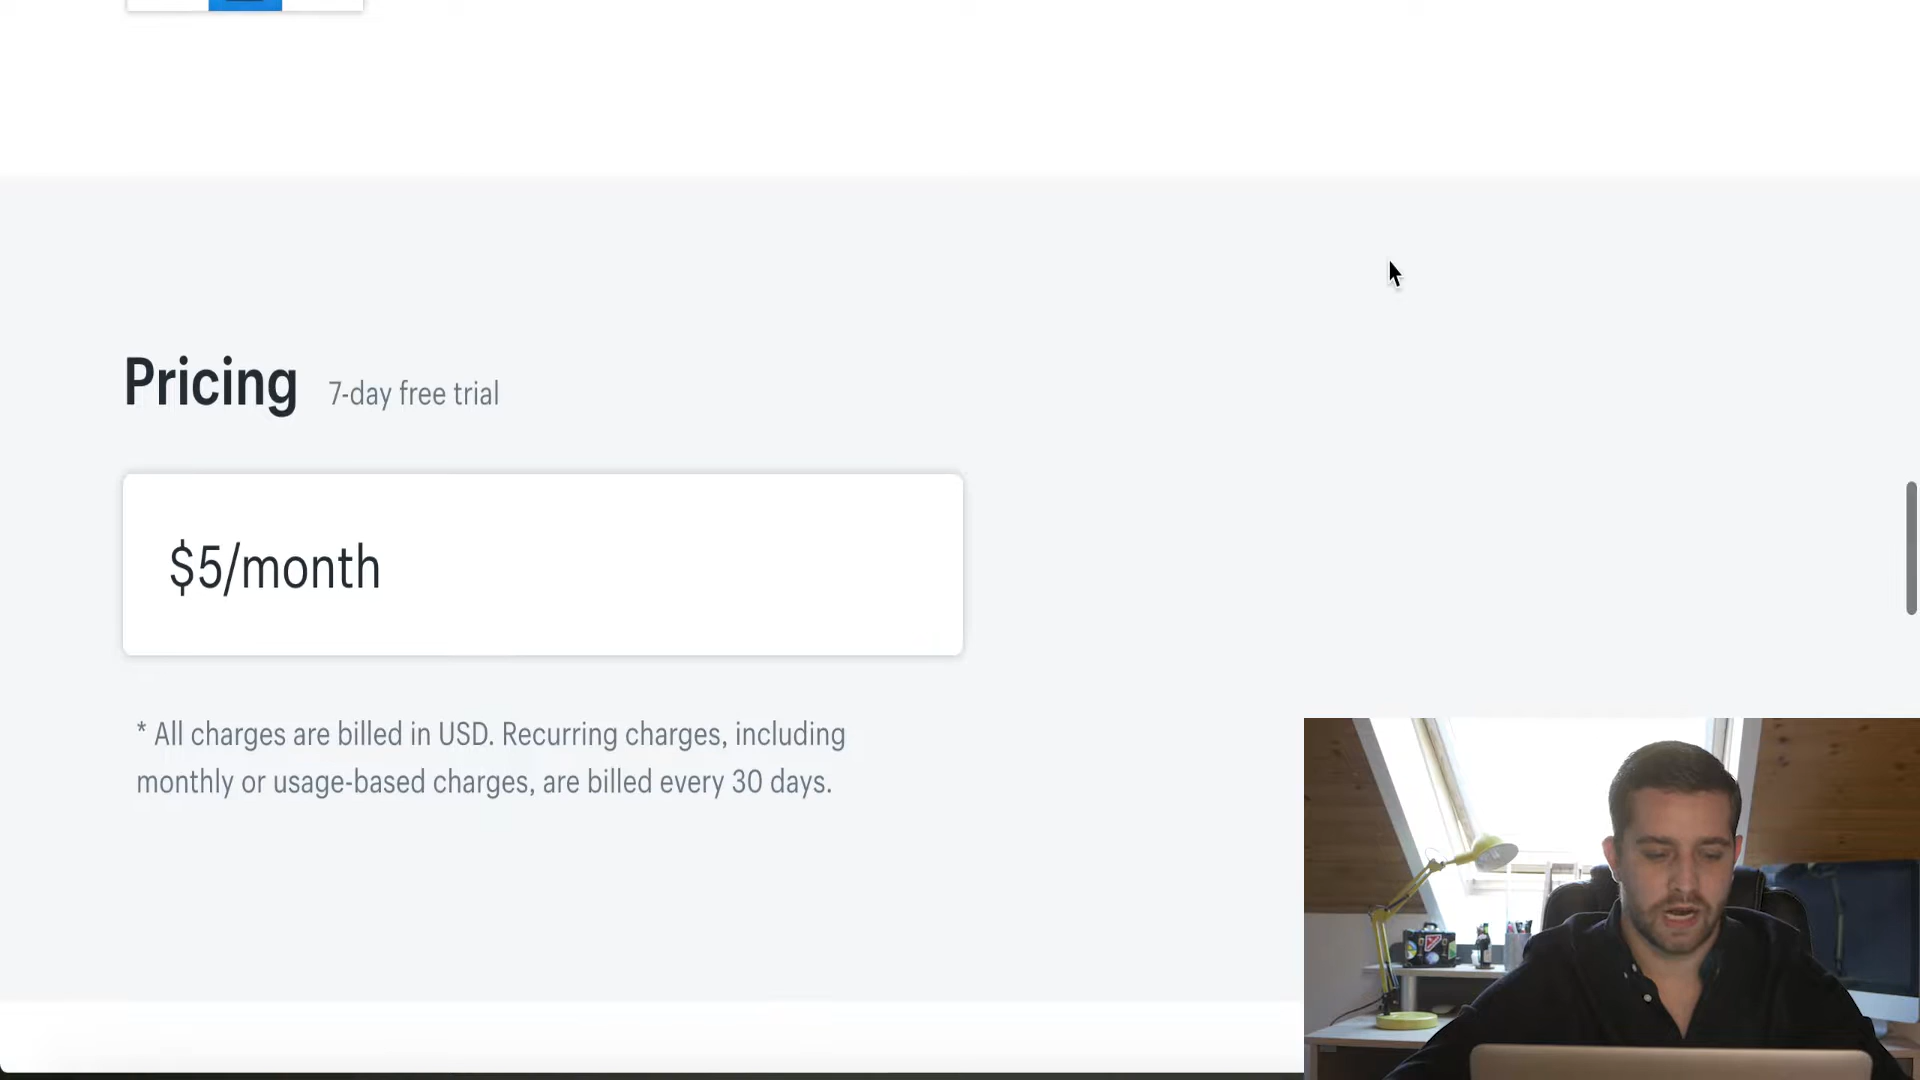 Pricing 7-day free trial
$5/month
* All charges are billed in USD. Recurring charges, including
monthly or usage-based charges, are billed every 30 days.